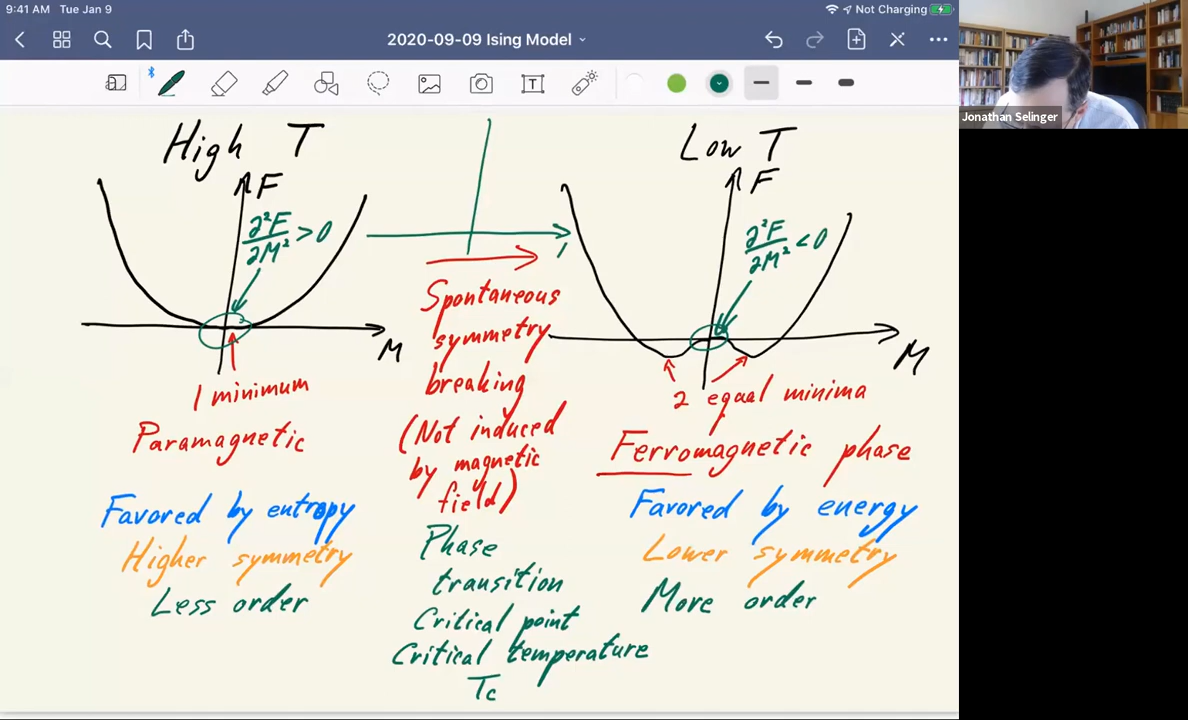 9:41 AM Tue Jan 9
Not Charging
2020-09-09 Ising Model
T
Jonathan Selinger
High T
F
∂²F/∂M² > 0
M
1 minimum
Paramagnetic
Favored by entropy
Higher symmetry
Less order
Spontaneous
symmetry
breaking
(Not induced
by magnetic
field)
Phase
transition
Critical point
Critical temperature
Tc
Low T
F
∂²F/∂M² < 0
M
2 equal minima
Ferromagnetic phase
Favored by energy
Lower symmetry
More order